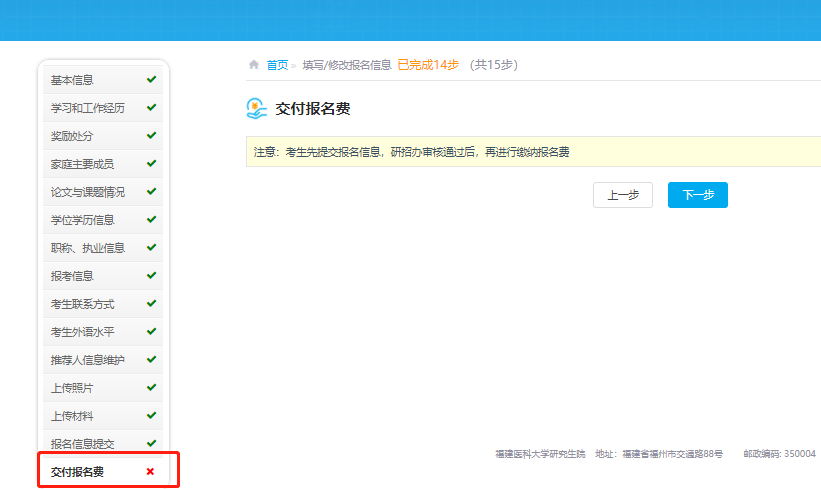 首页 » 填写/修改报名信息 已完成14步 （共15步）
基本信息
学习和工作经历
奖励处分
家庭主要成员
论文与课题情况
学位学历信息
职称、执业信息
报考信息
考生联系方式
考生外语水平
推荐人信息维护
上传照片
上传材料
报名信息提交
交付报名费
交付报名费
注意：考生先提交报名信息，研招办审核通过后，再进行缴纳报名费
上一步 下一步
福建医科大学研究生院 地址：福建省福州市交通路88号 邮政编码: 350004